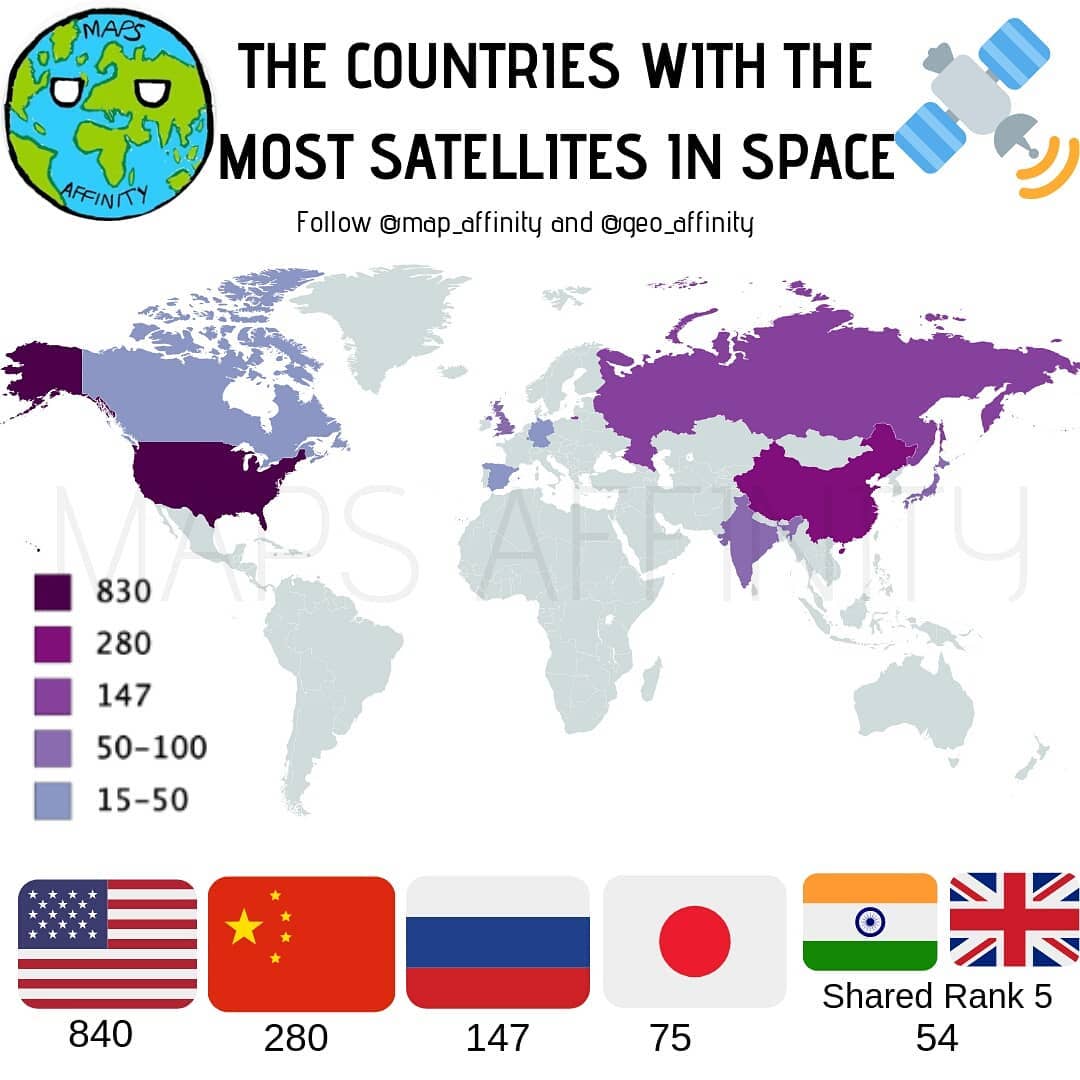 MAPS
AFFINITY
THE COUNTRIES WITH THE
MOST SATELLITES IN SPACE
Follow @map_affinity and @geo_affinity
MAPS AFFINITY
830
280
147
50-100
15-50
840
280
147
75
Shared Rank 5
54